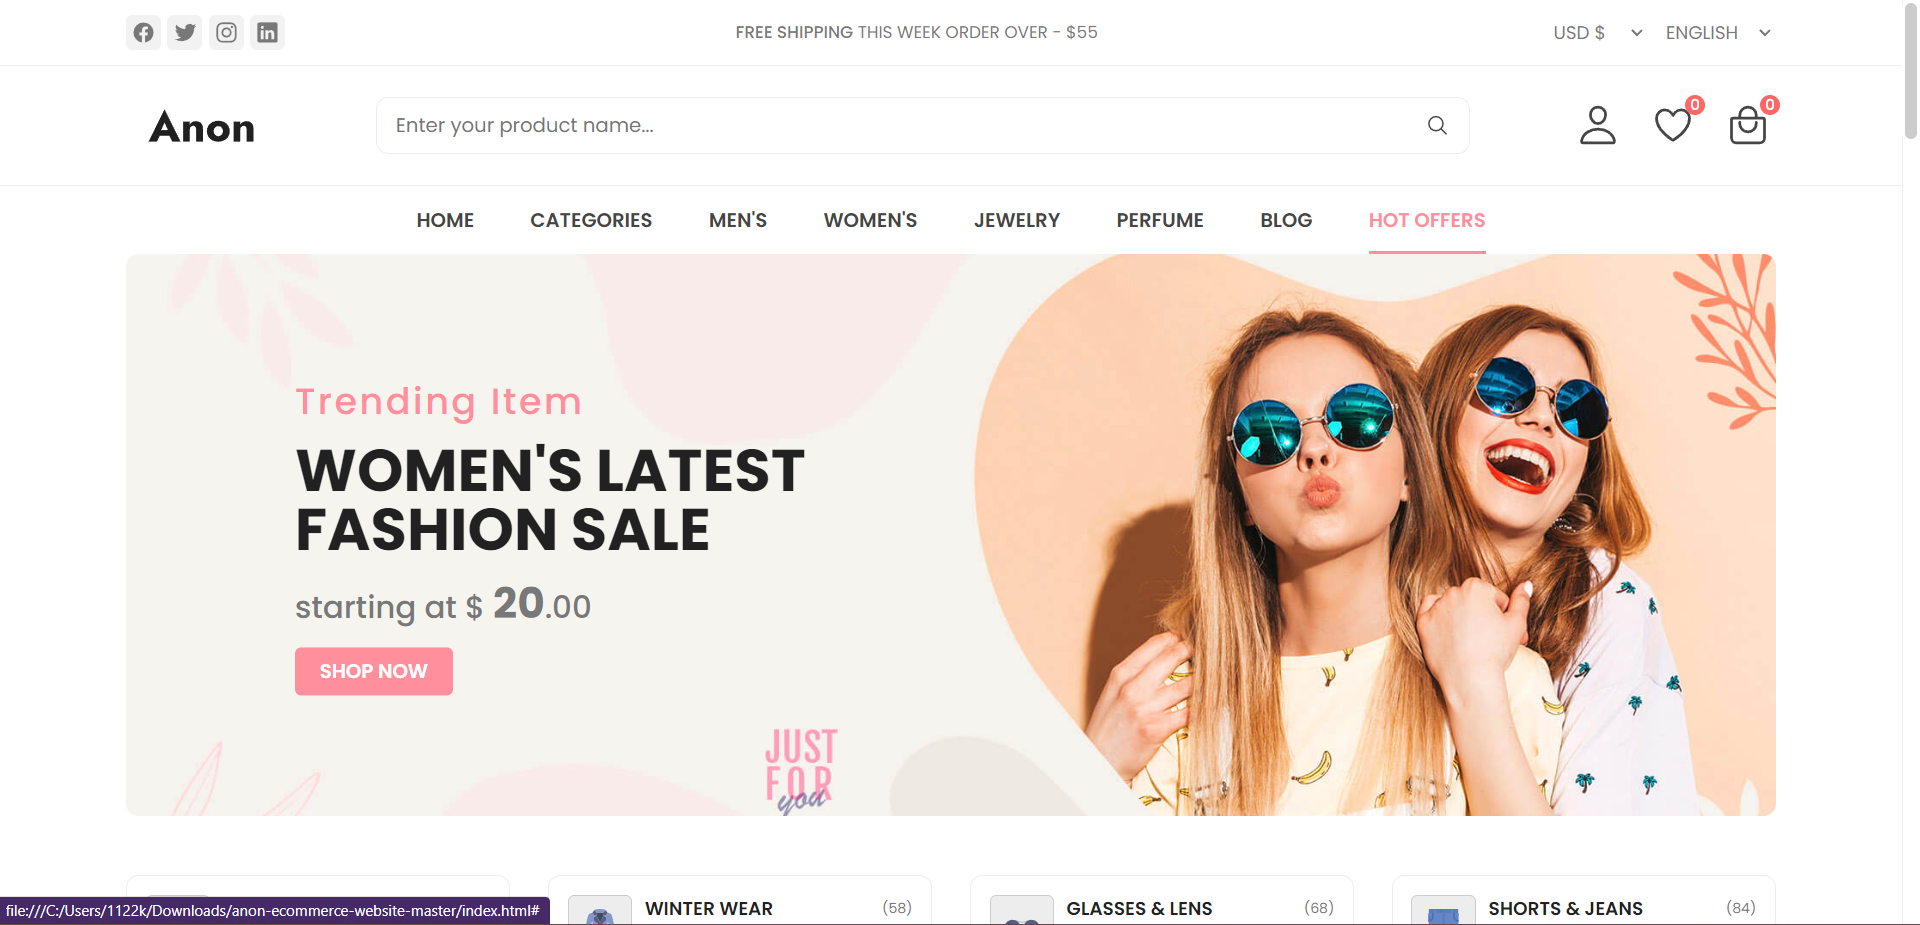 FREE SHIPPING THIS WEEK ORDER OVER - $55
USD $
ENGLISH
Anon
Enter your product name...
0
0
HOME
CATEGORIES
MEN'S
WOMEN'S
JEWELRY
PERFUME
BLOG
HOT OFFERS
Trending Item
WOMEN'S LATEST
FASHION SALE
starting at $ 20.00
SHOP NOW
JUST
FOR
you
WINTER WEAR
(58)
GLASSES & LENS
(68)
SHORTS & JEANS
(84)
file:///C:/Users/1122k/Downloads/anon-ecommerce-website-master/index.html#